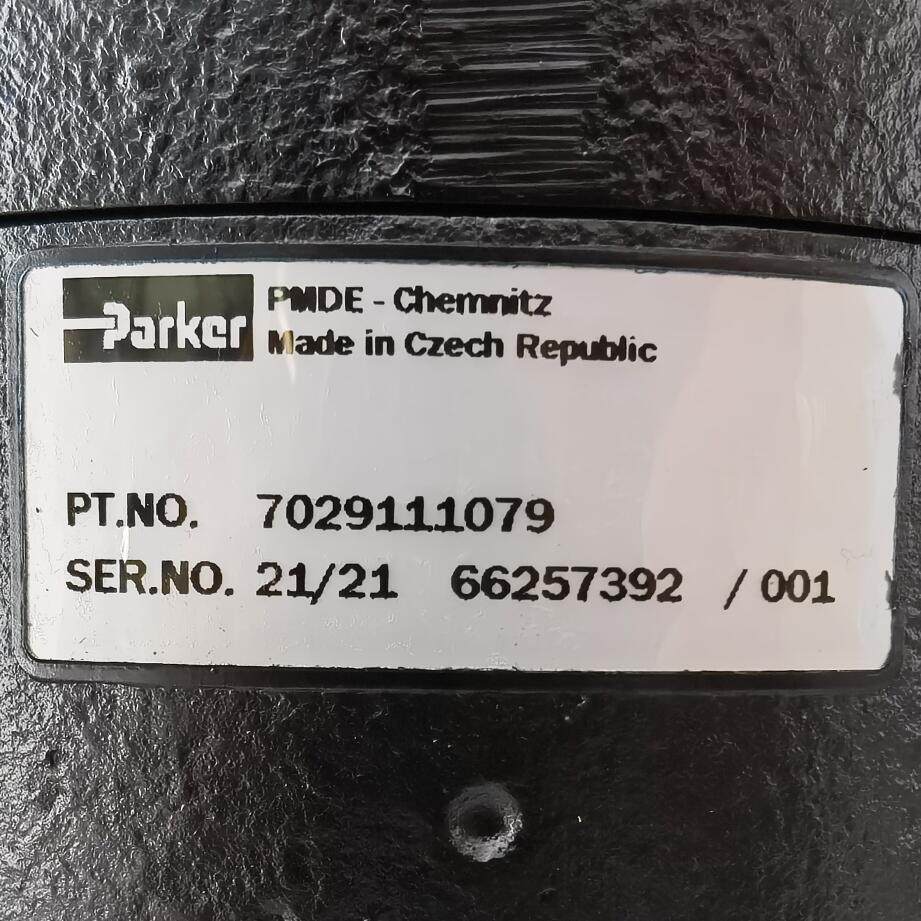 Parker PMDE - Chemnitz
Made in Czech Republic
PT.NO. 7029111079
SER.NO. 21/21 66257392 / 001